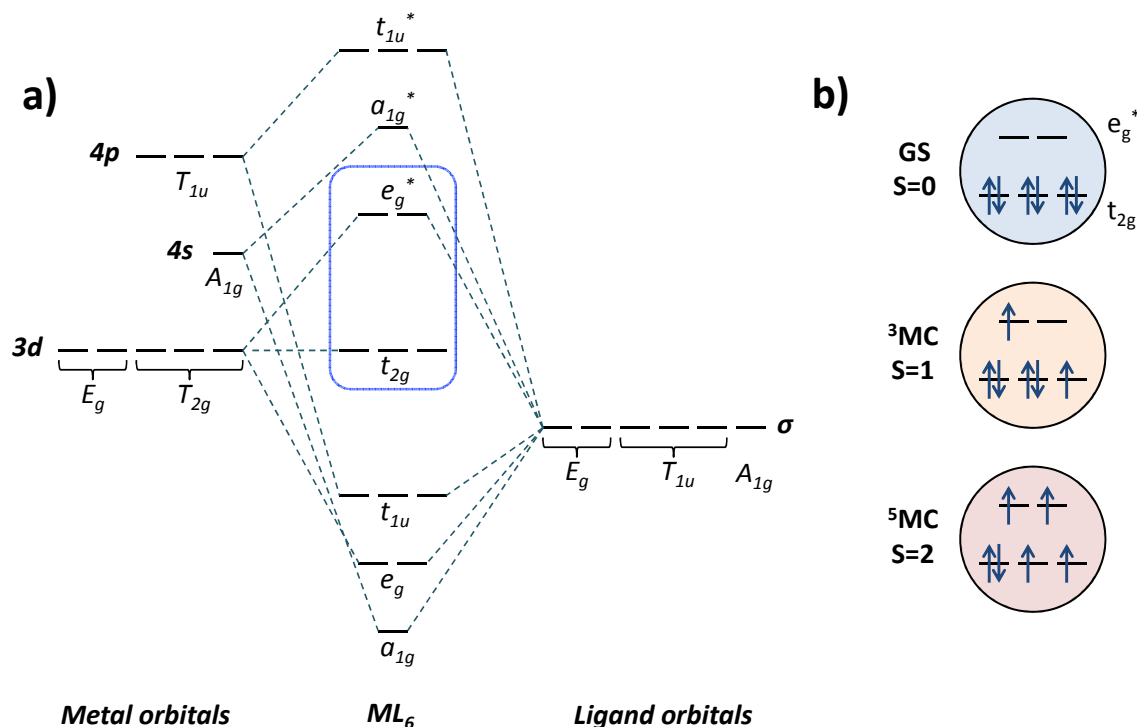 a)
t₁ᵤ*
a₁g*
4p
T₁ᵤ
e_g*
4s
A₁g
3d
E_g
T₂g
t₂g
σ
E_g
T₁ᵤ
A₁g
t₁ᵤ
e_g
a₁g
Metal orbitals
ML₆
Ligand orbitals
b)
GS
S=0
e_g*
t₂g
³MC
S=1
⁵MC
S=2